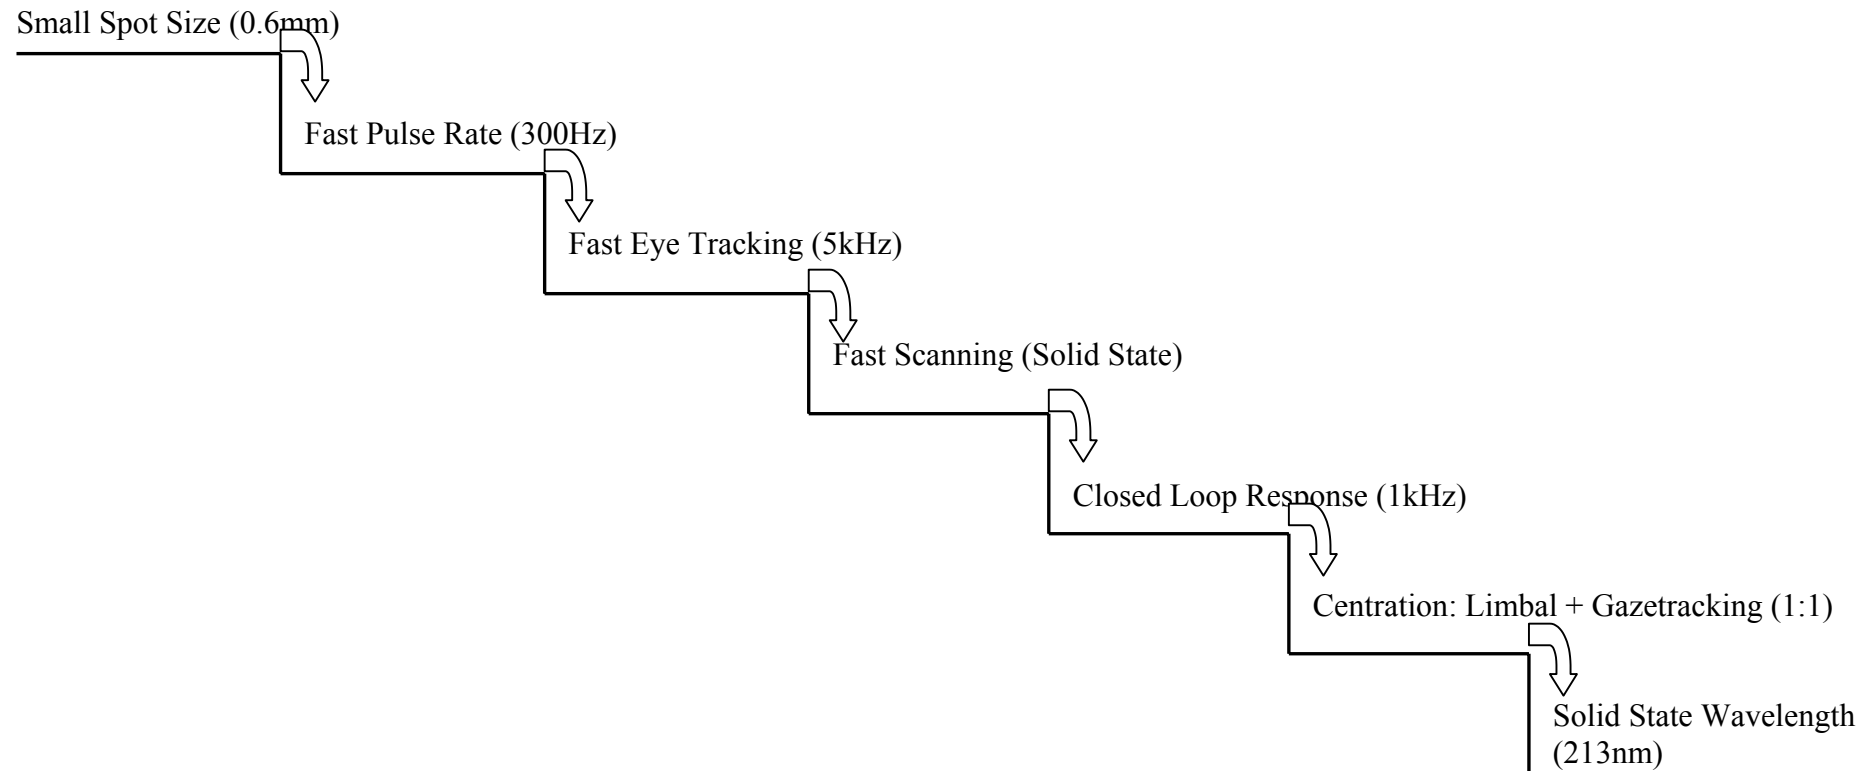 Small Spot Size (0.6mm)
Fast Pulse Rate (300Hz)
Fast Eye Tracking (5kHz)
Fast Scanning (Solid State)
Closed Loop Response (1kHz)
Centration: Limbal + Gazetracking (1:1)
Solid State Wavelength
(213nm)